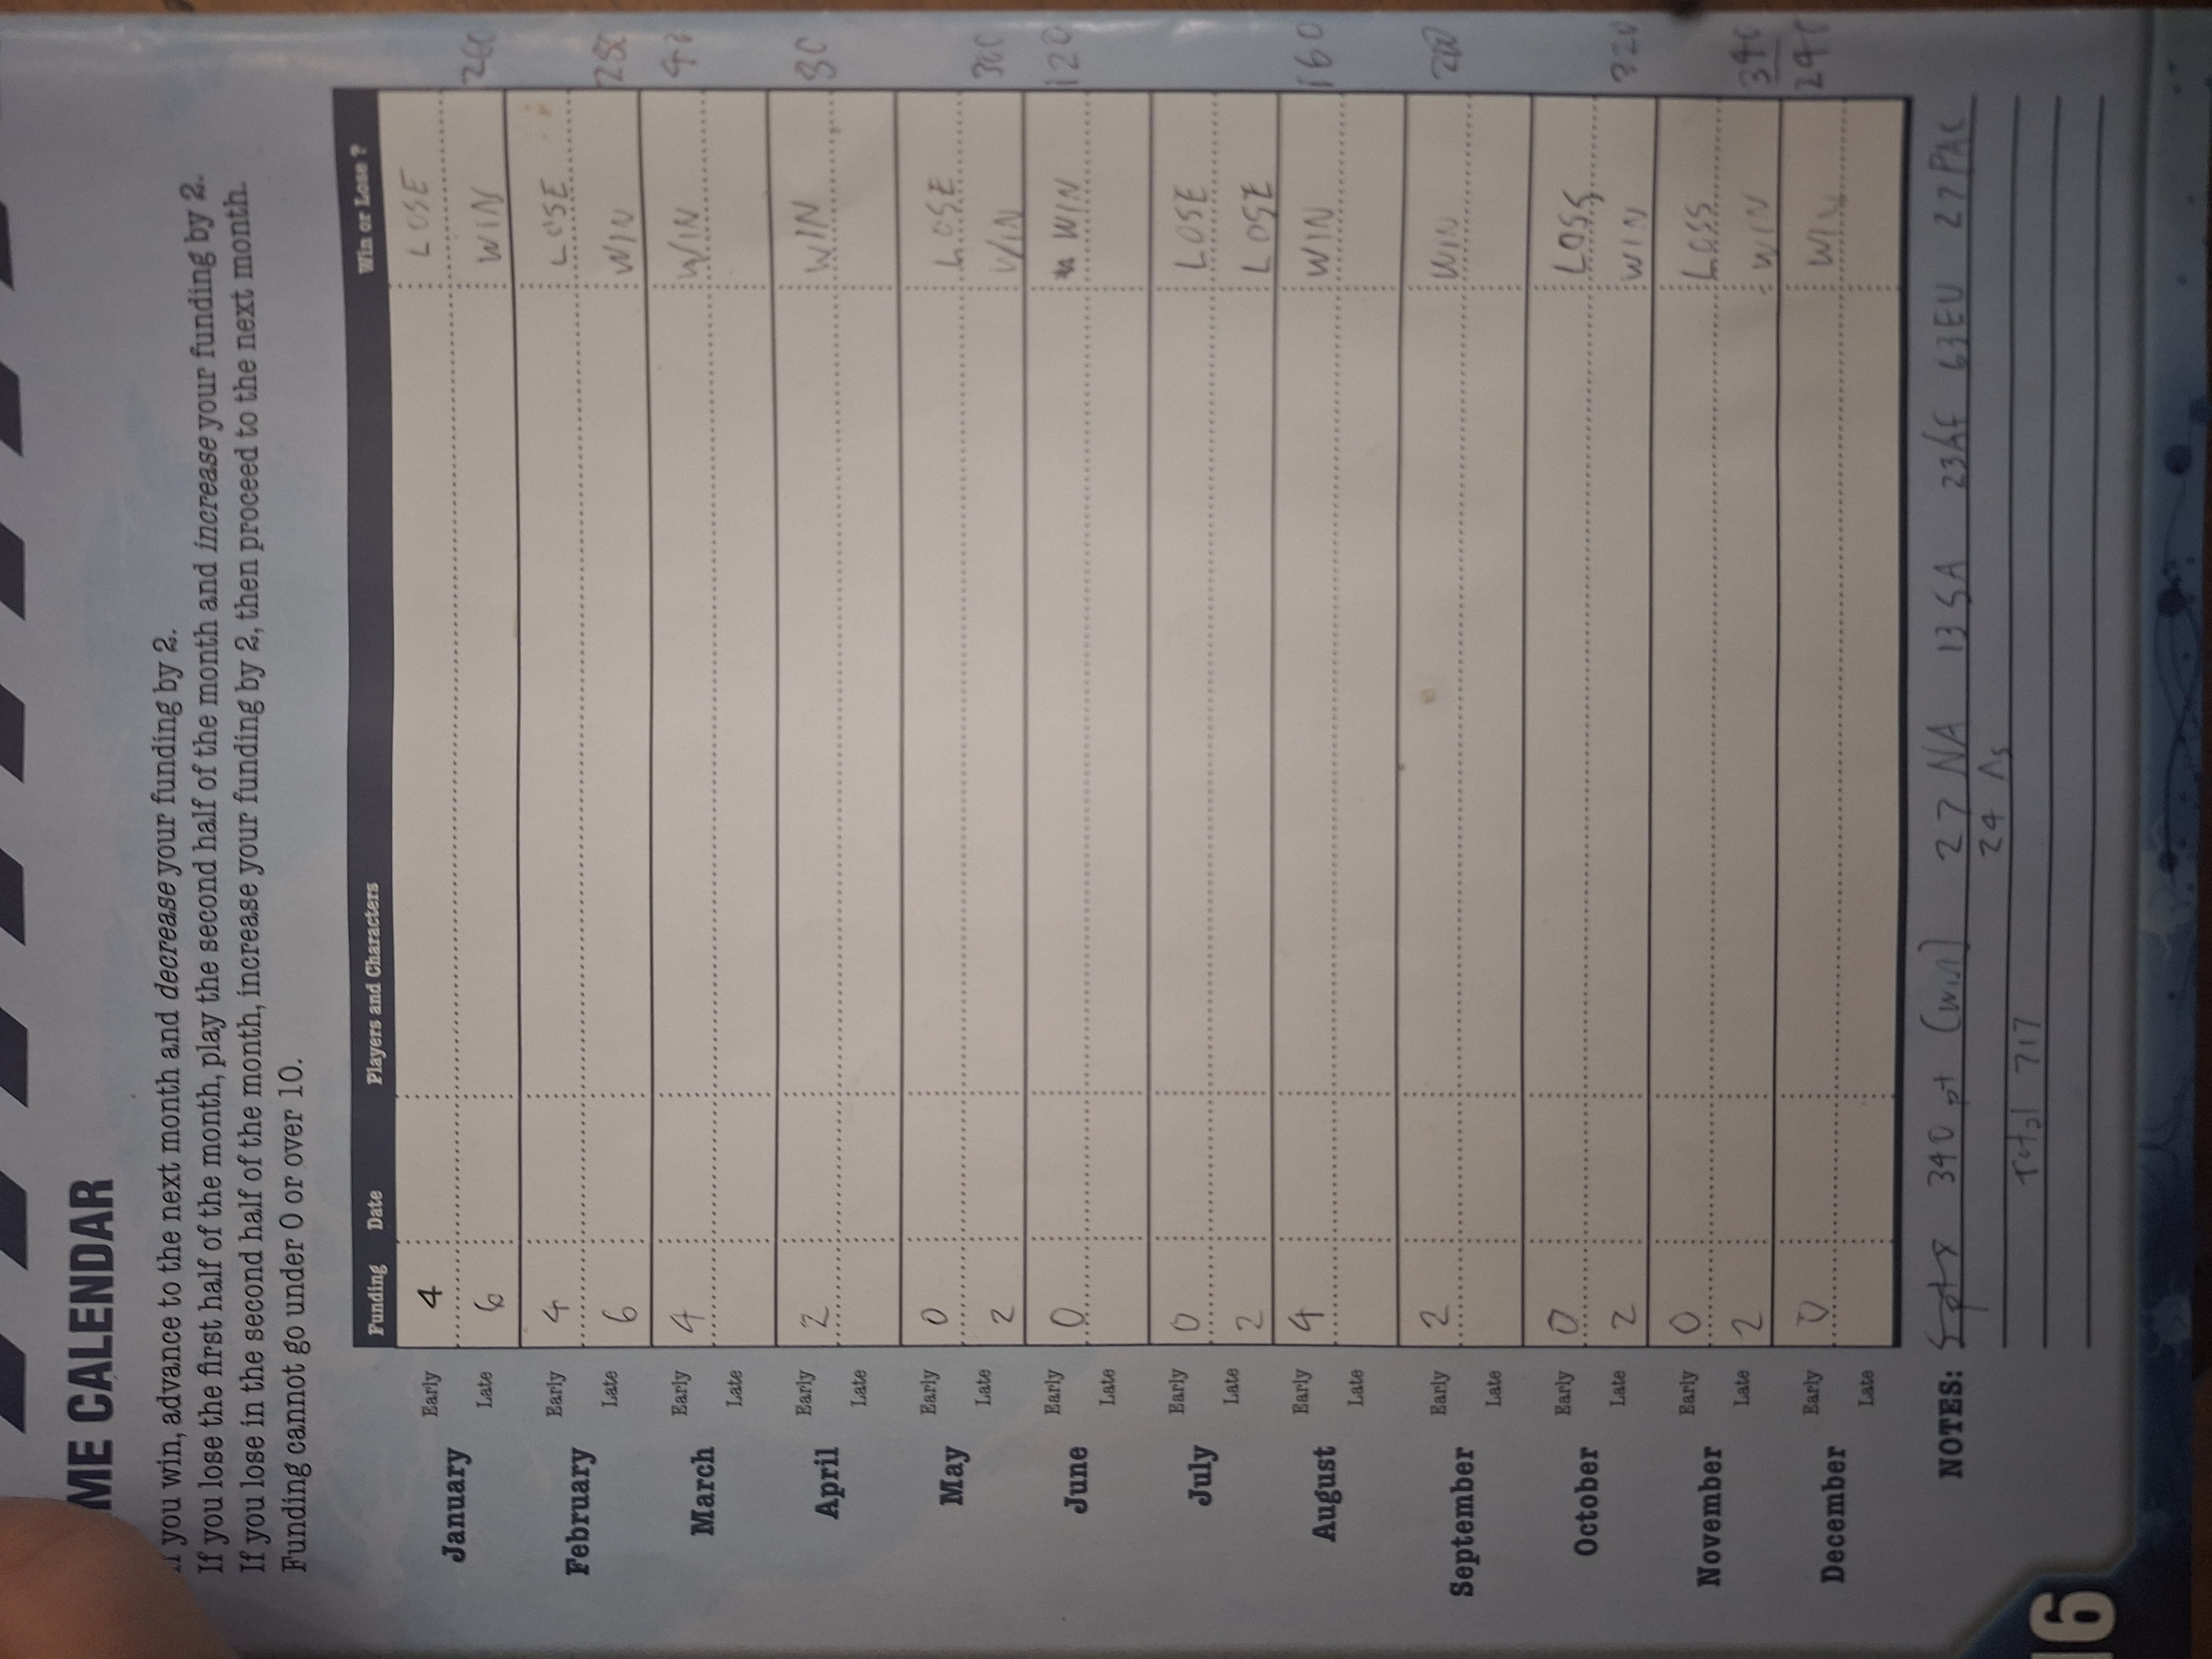 ME CALENDAR
you win, advance to the next month and decrease your funding by 2.
If you lose the first half of the month, play the second half of the month and increase your funding by 2.
If you lose in the second half of the month, increase your funding by 2, then proceed to the next month.
Funding cannot go under 0 or over 10.
Funding Date Players and Characters Win or Lose ?
January
Early 4 LOSE
Late 6 WIN
February
Early 4 LOSE
Late 6 WIN
March
Early 4 WIN
Late
April
Early 2 WIN
Late
May
Early 0 LOSE
Late 2 WIN
June
Early 0 WIN 120
Late
July
Early 0 LOSE
Late 2 LOSE
August
Early 4 WIN 160
Late
September
Early 2 WIN 200
Late
October
Early 0 LOSS
Late 2 WIN 320
November
Early 0 LOSS
Late 2 WIN 340
December
Early 0 WIN 240
Late
NOTES: 340 pt (win) 27 NA 13 SA 23 Af 63 EU 27 PAC
24 As
Total 717
16